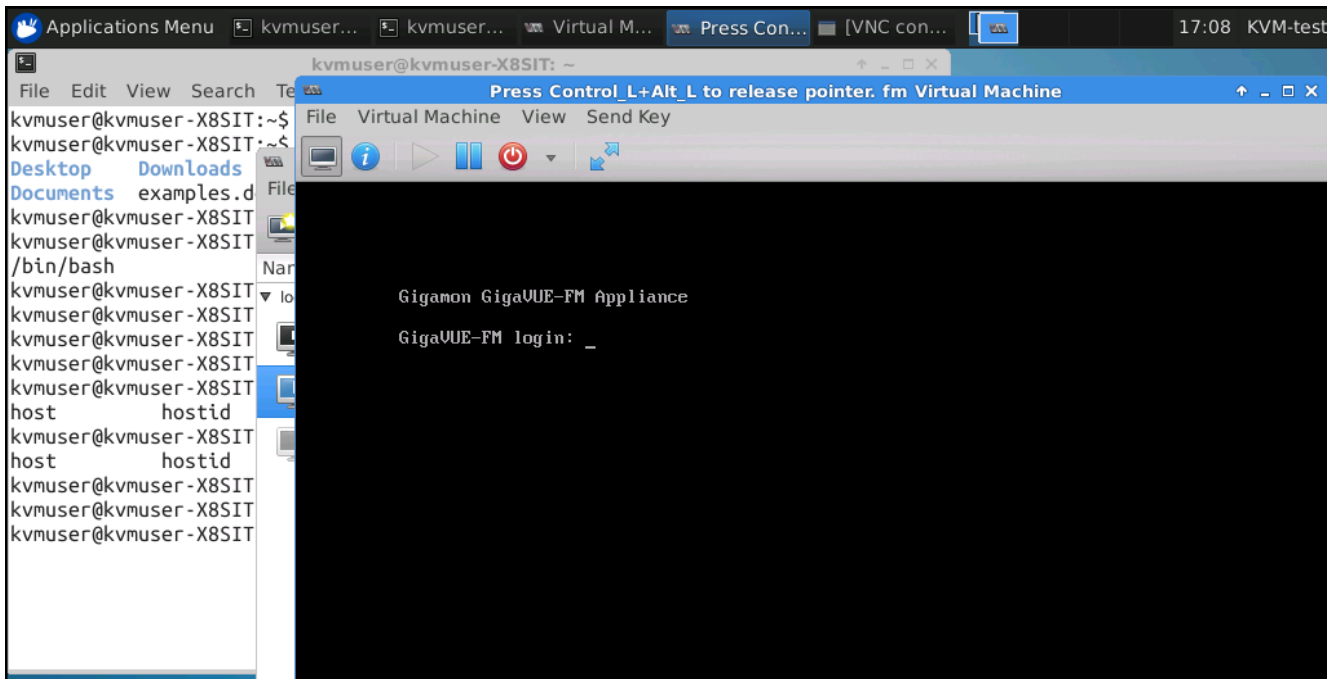 Applications Menu kvmuser... kvmuser... Virtual M... Press Con... [VNC con... 17:08 KVM-test
kvmuser@kvmuser-X8SIT: ~
File Edit View Search Te
kvmuser@kvmuser-X8SIT:~$
kvmuser@kvmuser-X8SIT:~$
Desktop Downloads
Documents examples.d
kvmuser@kvmuser-X8SIT
kvmuser@kvmuser-X8SIT
/bin/bash
kvmuser@kvmuser-X8SIT
kvmuser@kvmuser-X8SIT
kvmuser@kvmuser-X8SIT
kvmuser@kvmuser-X8SIT
kvmuser@kvmuser-X8SIT
host hostid
kvmuser@kvmuser-X8SIT
host hostid
kvmuser@kvmuser-X8SIT
kvmuser@kvmuser-X8SIT
kvmuser@kvmuser-X8SIT
File
Nar
lo
Press Control_L+Alt_L to release pointer. fm Virtual Machine
File Virtual Machine View Send Key
Gigamon GigaVUE-FM Appliance
GigaVUE-FM login: _